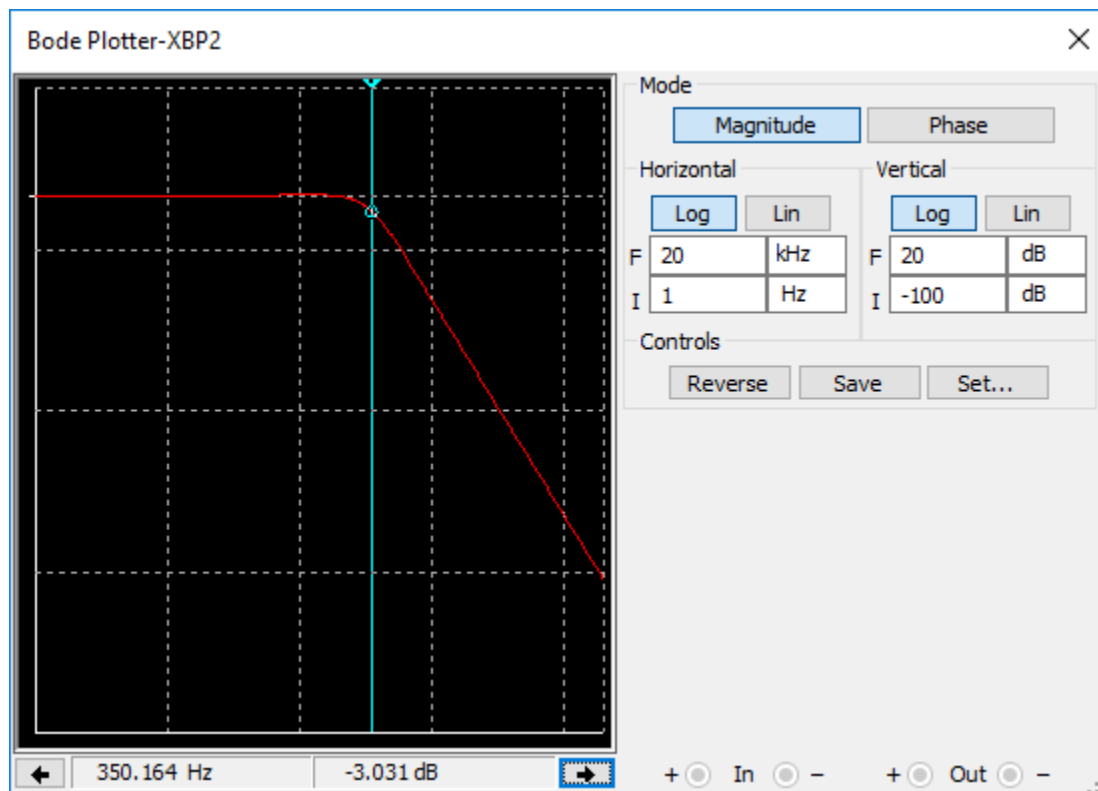 Bode Plotter-XBP2
Mode
Magnitude Phase
Horizontal Vertical
Log Lin Log Lin
F 20 kHz F 20 dB
I 1 Hz I -100 dB
Controls
Reverse Save Set...
350.164 Hz -3.031 dB + In - + Out -